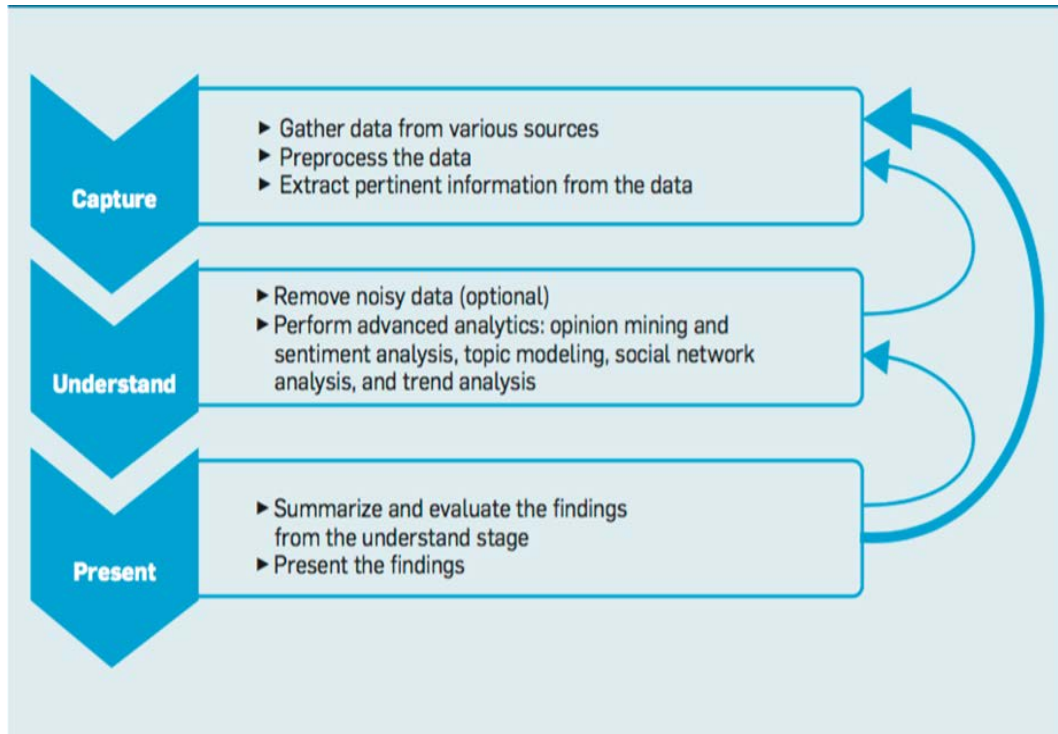 Capture
▶ Gather data from various sources
▶ Preprocess the data
▶ Extract pertinent information from the data
Understand
▶ Remove noisy data (optional)
▶ Perform advanced analytics: opinion mining and
sentiment analysis, topic modeling, social network
analysis, and trend analysis
Present
▶ Summarize and evaluate the findings
from the understand stage
▶ Present the findings